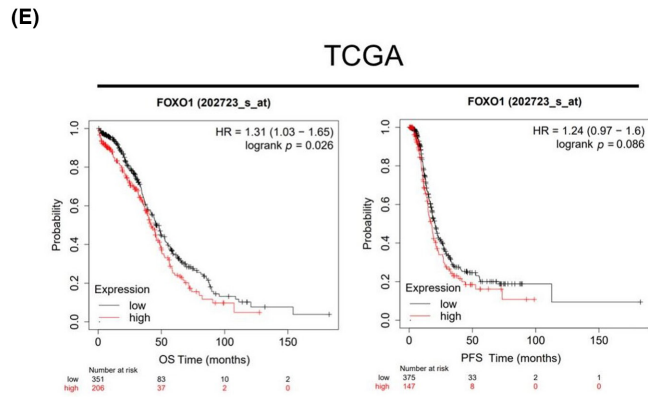 (E)
TCGA
FOXO1 (202723_s_at)
HR = 1.31 (1.03 − 1.65)
logrank p = 0.026
Probability
1.0
0.8
0.6
0.4
0.2
0.0
Expression
low
high
0 50 100 150
OS Time (months)
Number at risk
low 351 83 10 2
high 206 37 2 0
FOXO1 (202723_s_at)
HR = 1.24 (0.97 − 1.6)
logrank p = 0.086
Probability
1.0
0.8
0.6
0.4
0.2
0.0
Expression
low
high
0 50 100 150
PFS Time (months)
Number at risk
low 375 33 2 1
high 147 8 0 0